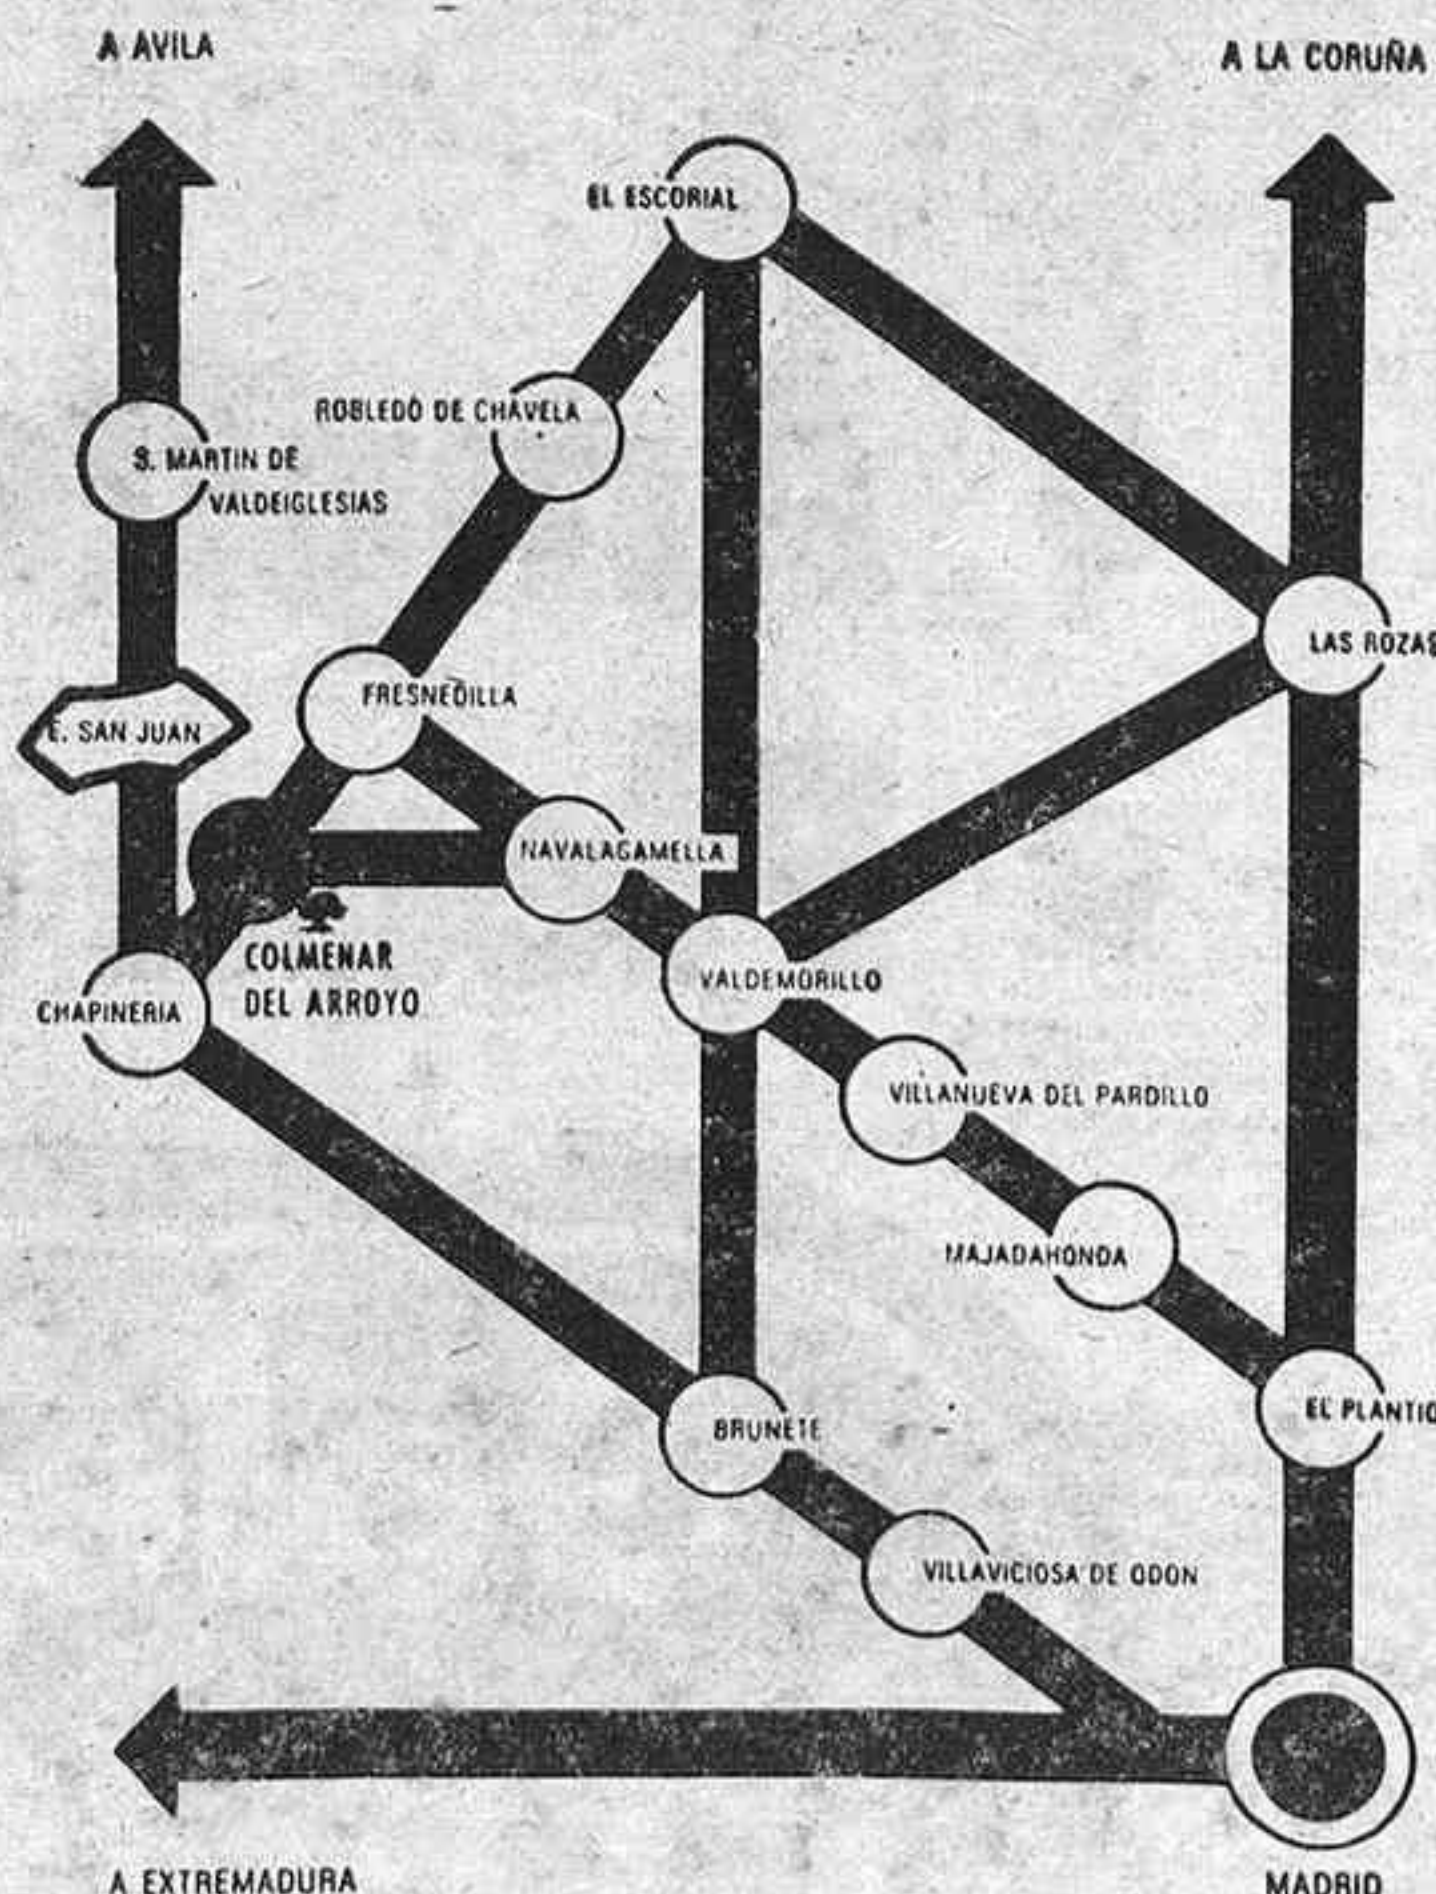 A AVILA
A LA CORUÑA
EL ESCORIAL
ROBLEDO DE CHAVELA
S. MARTIN DE
VALDEIGLESIAS
LAS ROZAS
FRESNEDILLA
E. SAN JUAN
NAVALAGAMELLA
COLMENAR
DEL ARROYO
VALDEMORILLO
CHAPINERIA
VILLANUEVA DEL PARDILLO
MAJADAHONDA
EL PLANTIO
BRUNETE
VILLAVICIOSA DE ODON
A EXTREMADURA
MADRID